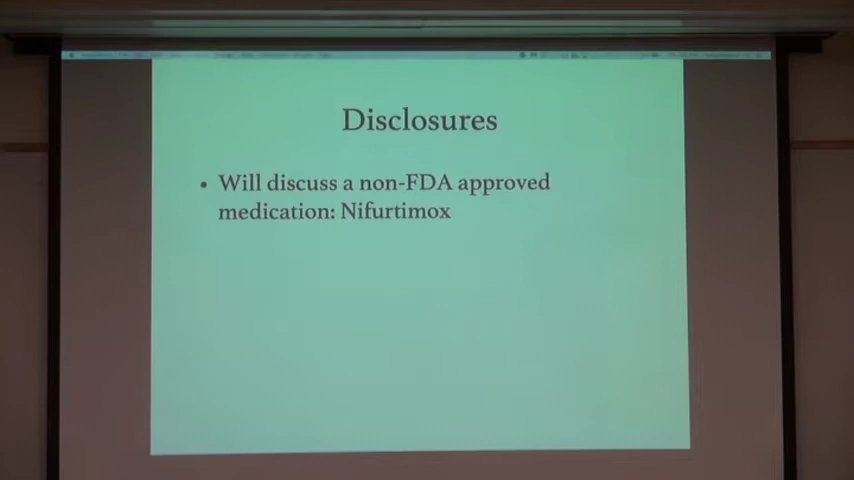 Disclosures
• Will discuss a non-FDA approved
medication: Nifurtimox